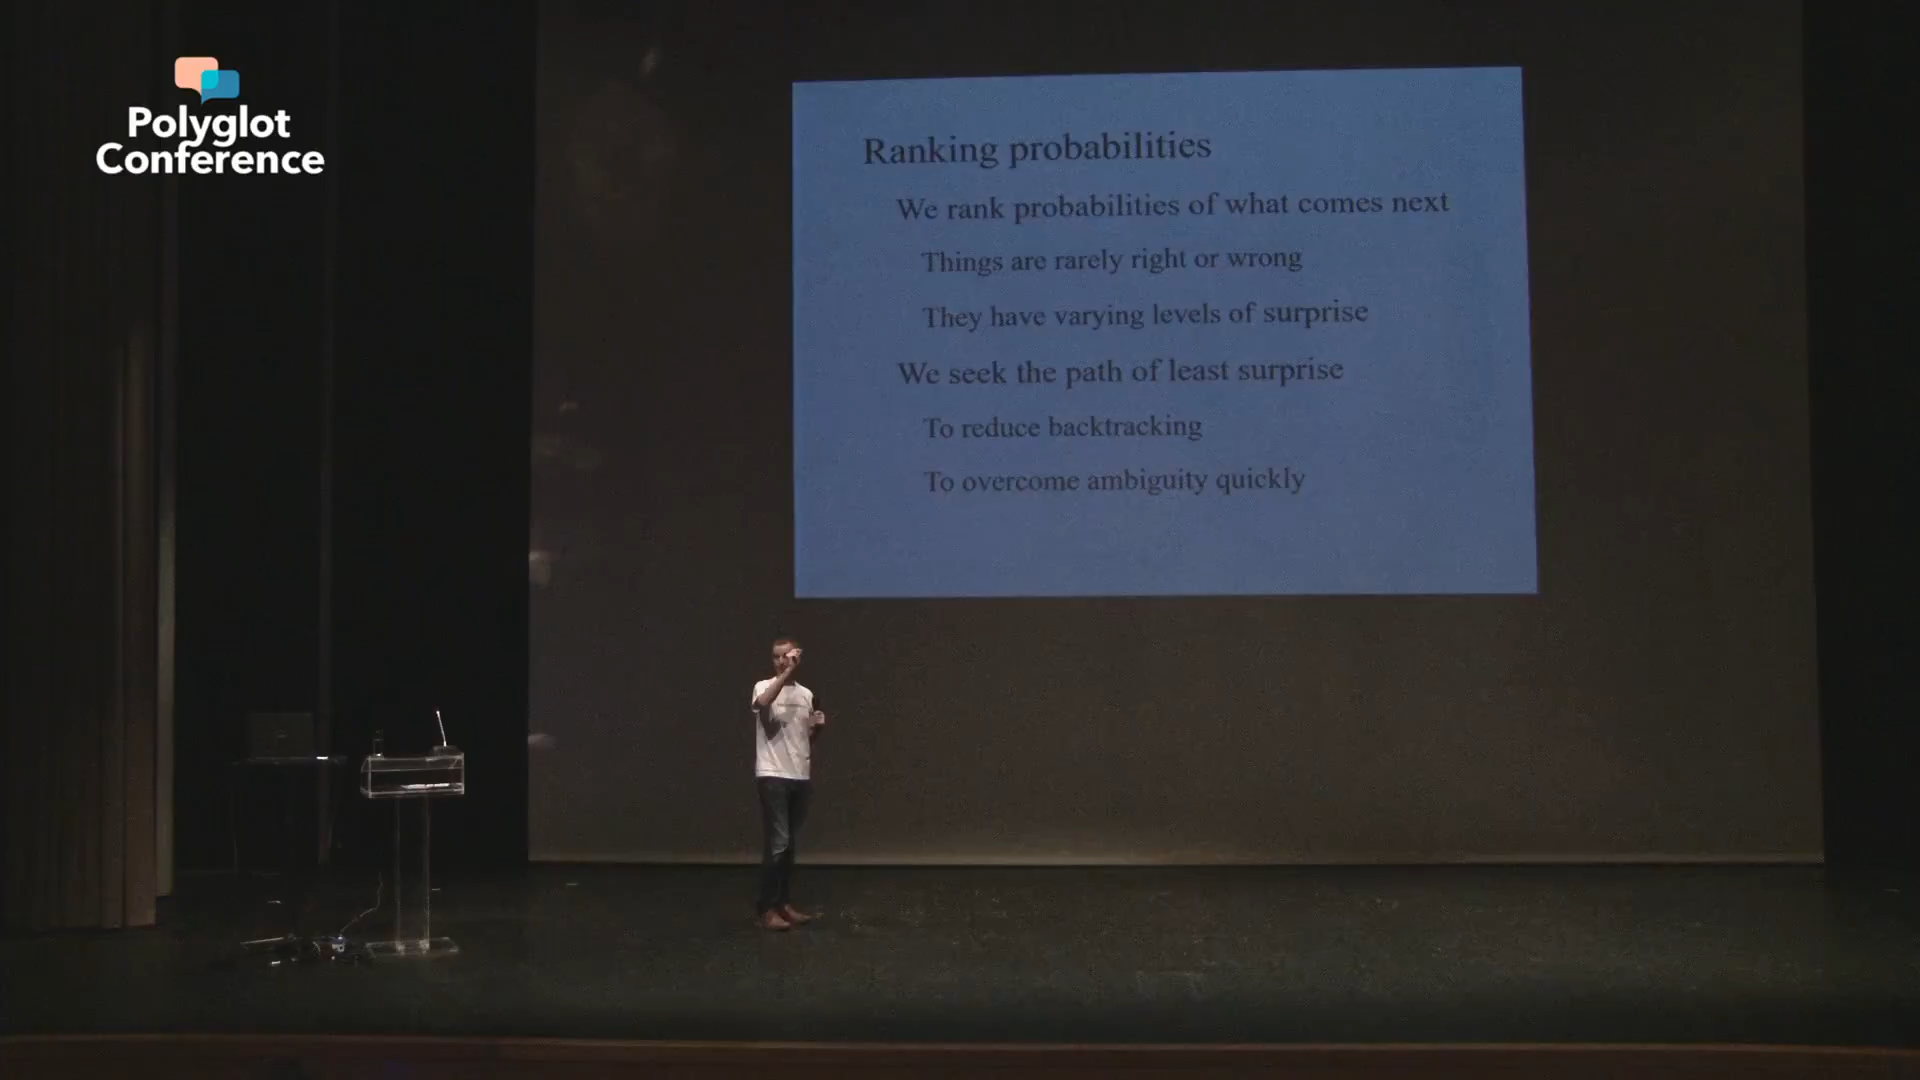 Polyglot
Conference
Ranking probabilities
We rank probabilities of what comes next
Things are rarely right or wrong
They have varying levels of surprise
We seek the path of least surprise
To reduce backtracking
To overcome ambiguity quickly